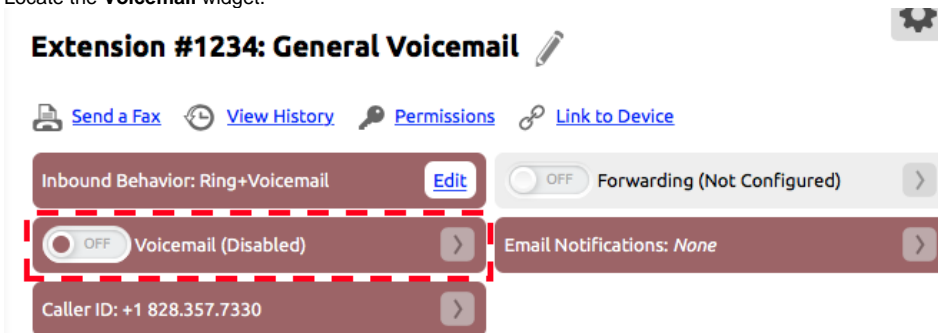 Locate the Voicemail widget.
Extension #1234: General Voicemail
Send a Fax View History Permissions Link to Device
Inbound Behavior: Ring+Voicemail Edit
OFF Forwarding (Not Configured)
OFF Voicemail (Disabled)
Email Notifications: None
Caller ID: +1 828.357.7330